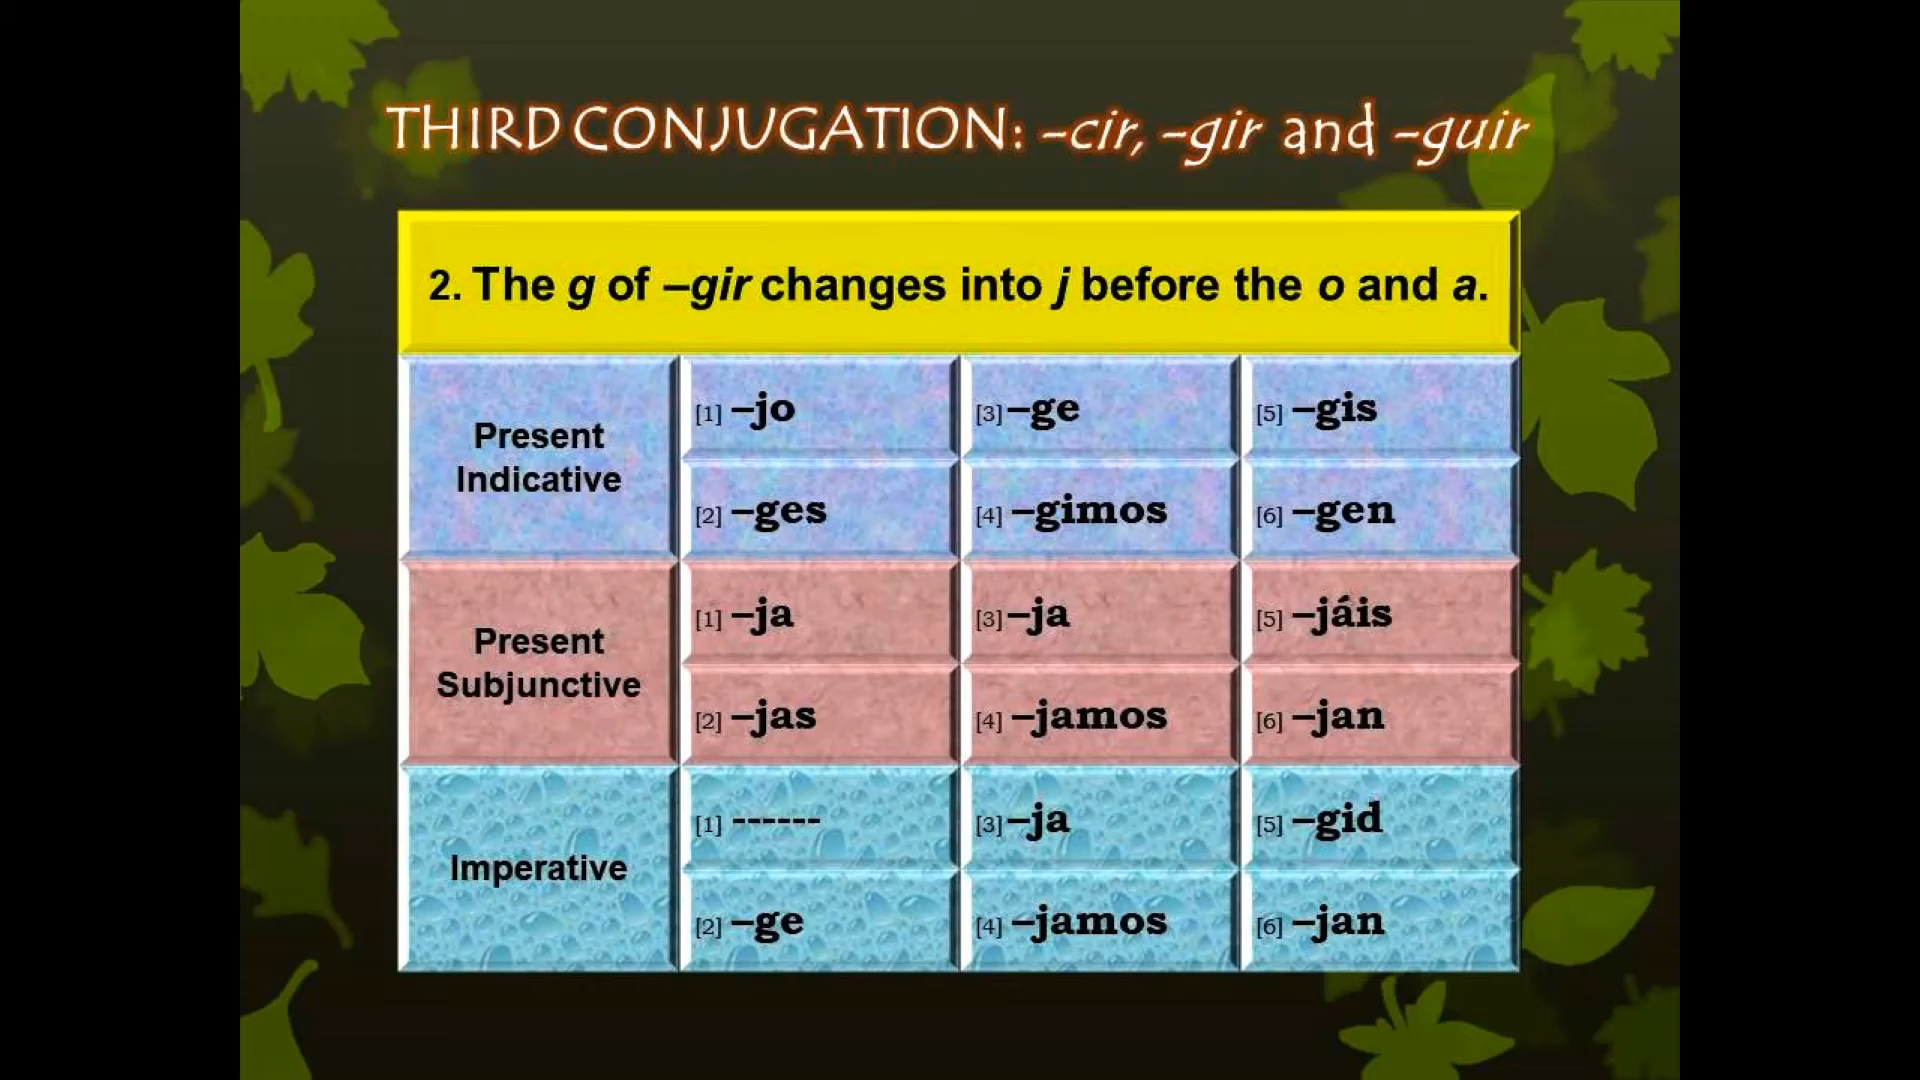 THIRD CONJUGATION: -cir, -gir and -guir
2. The g of –gir changes into j before the o and a.
Present
Indicative
[1] –jo
[3] –ge
[5] –gis
[2] –ges
[4] –gimos
[6] –gen
Present
Subjunctive
[1] –ja
[3] –ja
[5] –jáis
[2] –jas
[4] –jamos
[6] –jan
Imperative
[1] ------
[3] –ja
[5] –gid
[2] –ge
[4] –jamos
[6] –jan